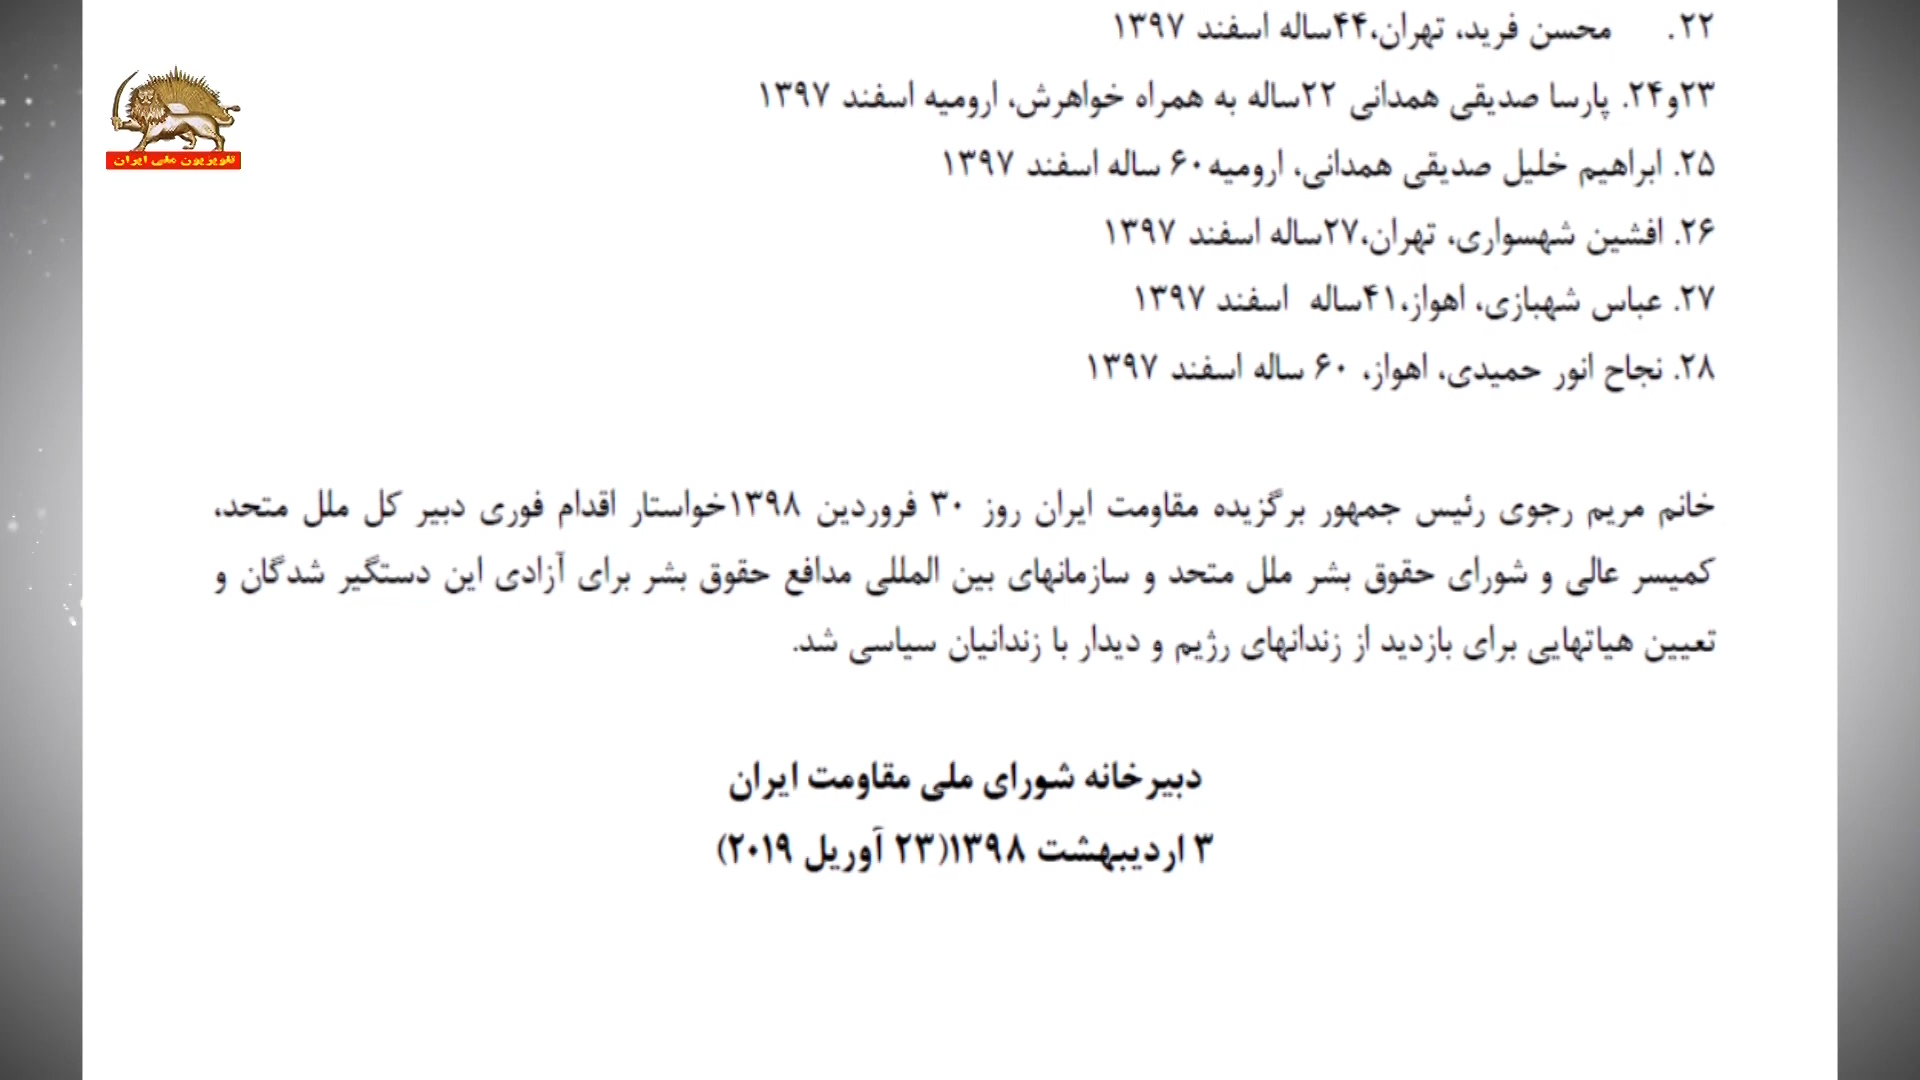 ۲۲. محسن فرید، تهران،۴۴ساله اسفند ۱۳۹۷
۲۳و۲۴. پارسا صدیقی همدانی ۲۲ساله به همراه خواهرش، ارومیه اسفند ۱۳۹۷
تلویزیون ملی ایران
۲۵. ابراهیم خلیل صدیقی همدانی، ارومیه۶۰ ساله اسفند ۱۳۹۷
۲۶. افشین شهسواری، تهران،۲۷ساله اسفند ۱۳۹۷
۲۷. عباس شهبازی، اهواز،۴۱ساله اسفند ۱۳۹۷
۲۸. نجاح انور حمیدی، اهواز، ۶۰ ساله اسفند ۱۳۹۷
خانم مریم رجوی رئیس جمهور برگزیده مقاومت ایران روز ۳۰ فروردین ۱۳۹۸خواستار اقدام فوری دبیر کل ملل متحد،
کمیسر عالی و شورای حقوق بشر ملل متحد و سازمانهای بین المللی مدافع حقوق بشر برای آزادی این دستگیر شدگان و
تعیین هیاتهایی برای بازدید از زندانهای رژیم و دیدار با زندانیان سیاسی شد.
دبیرخانه شورای ملی مقاومت ایران
۳ اردیبهشت ۱۳۹۸(۲۳ آوریل ۲۰۱۹)